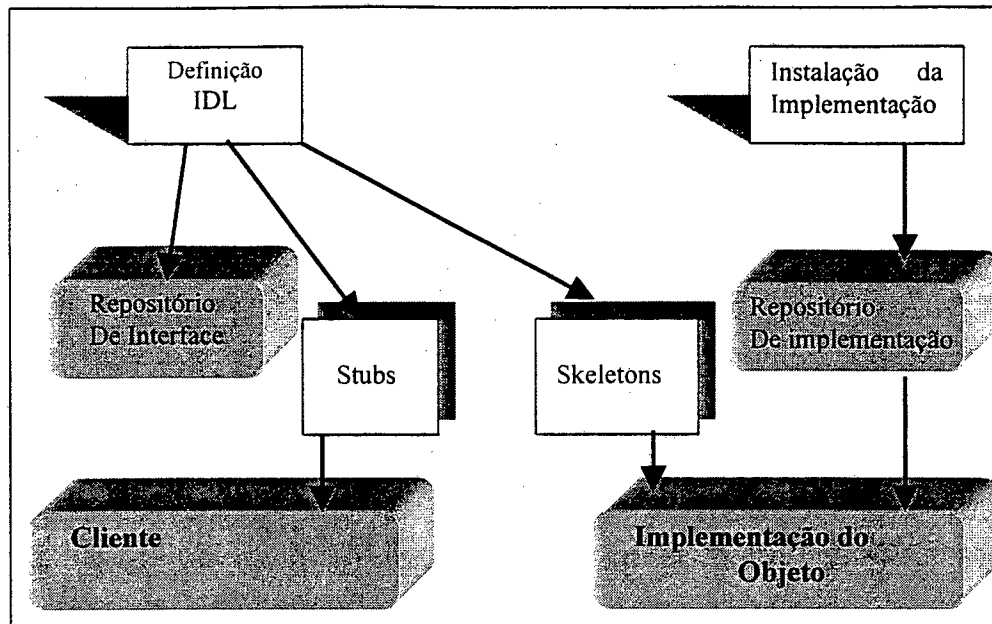 Definição
IDL
Instalação da
Implementação
Repositório
De Interface
Repositório
De implementação
Stubs
Skeletons
Cliente
Implementação do
Objeto